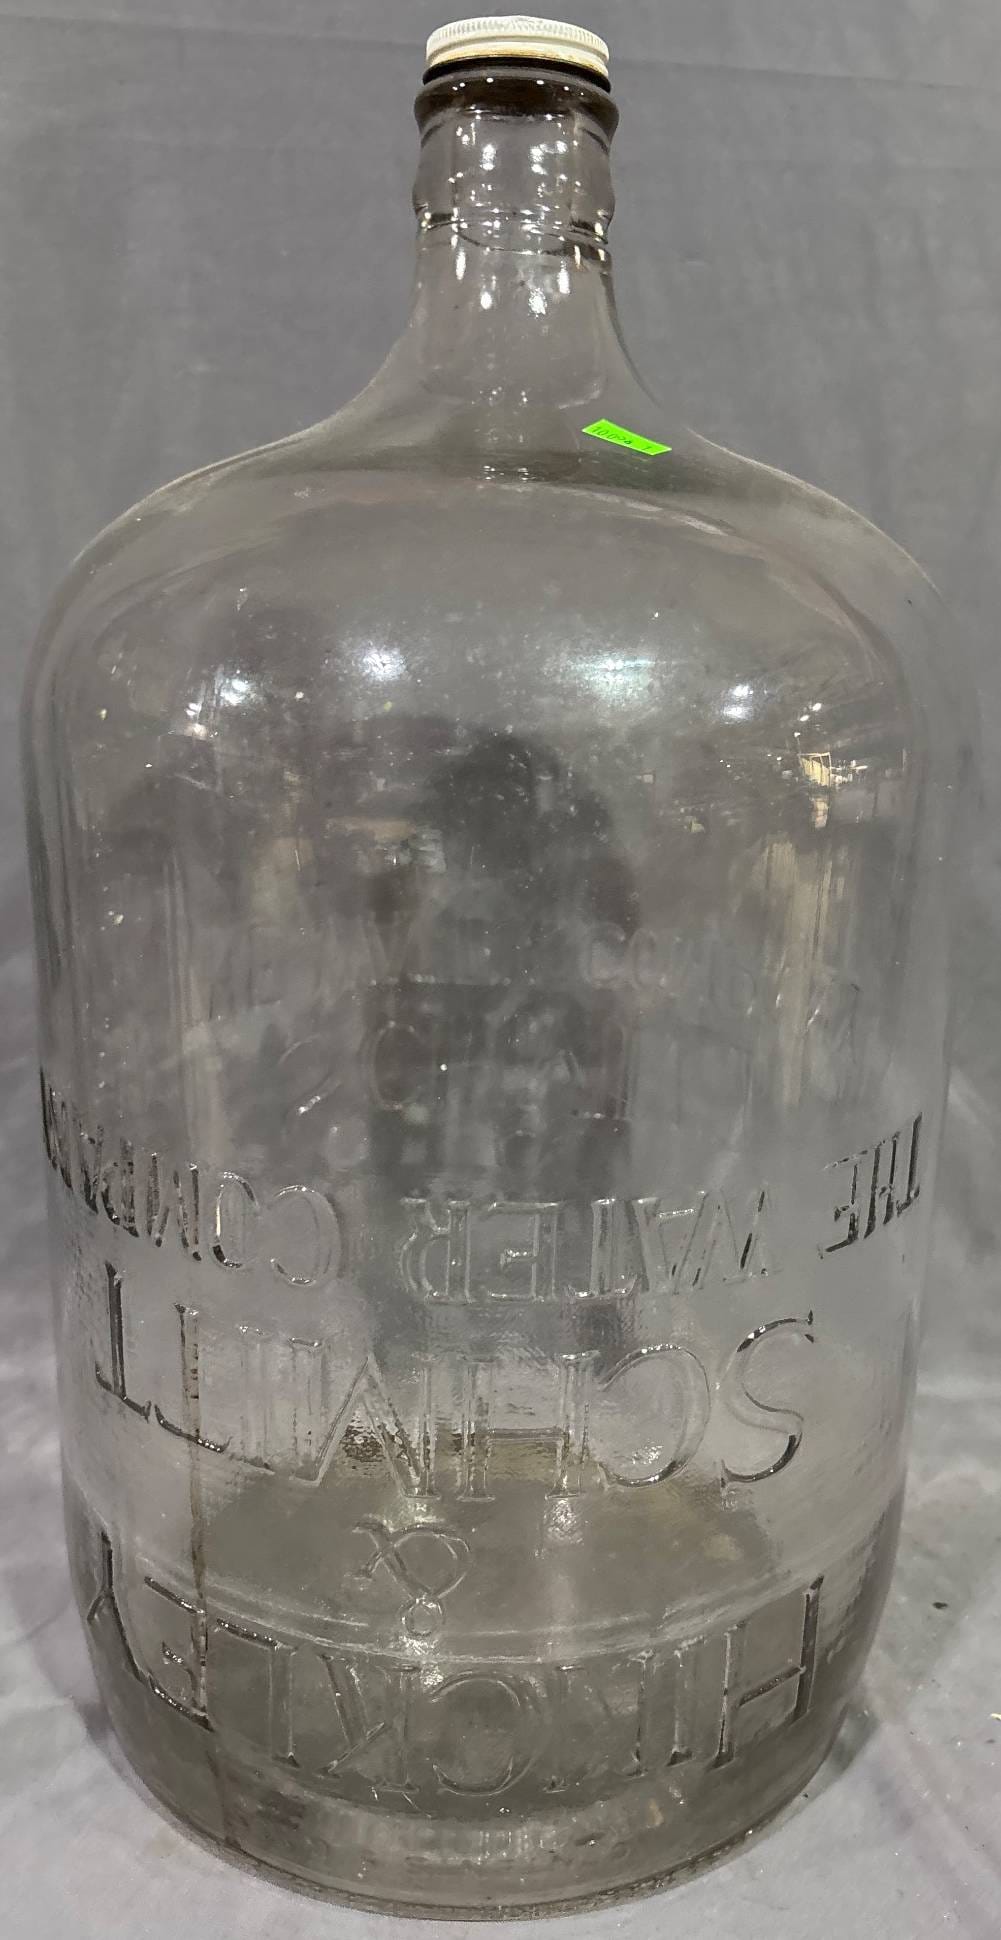 HINCKLEY
&
SCHMITT
THE WATER COMPANY